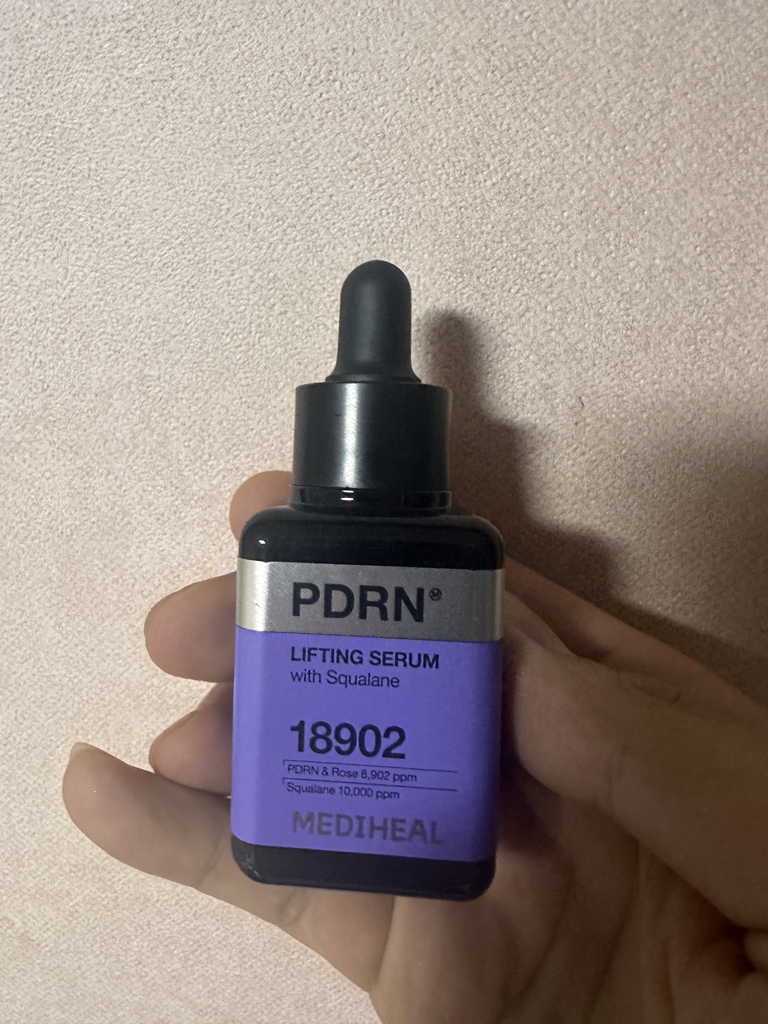 PDRN Ⓜ
LIFTING SERUM
with Squalane
18902
PDRN & Rose 8,902 ppm
Squalane 10,000 ppm
MEDIHEAL